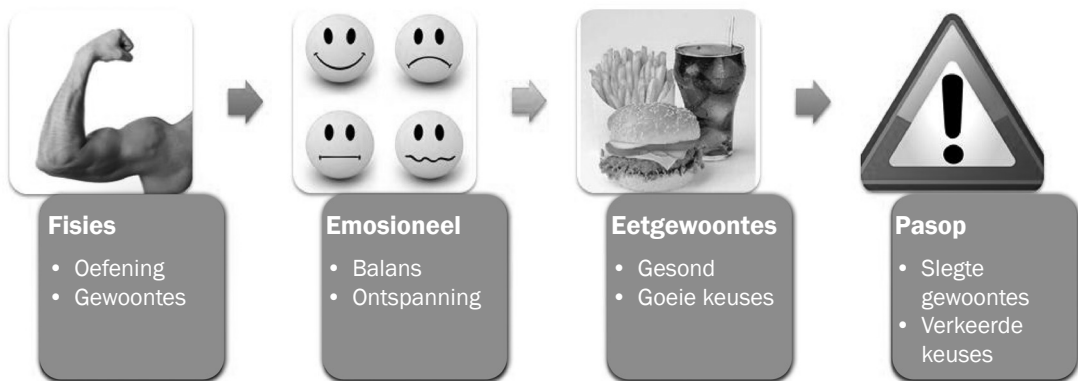 Fisies
• Oefening
• Gewoontes
Emosioneel
• Balans
• Ontspanning
Eetgewoontes
• Gesond
• Goeie keuses
Pasop
• Slegte
gewoontes
• Verkeerde
keuses